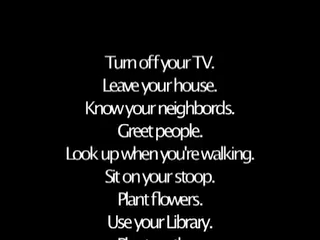 Turn off your TV.
Leave your house.
Know your neighbords.
Greet people.
Look up when you're walking.
Sit on your stoop.
Plant flowers.
Use your Library.